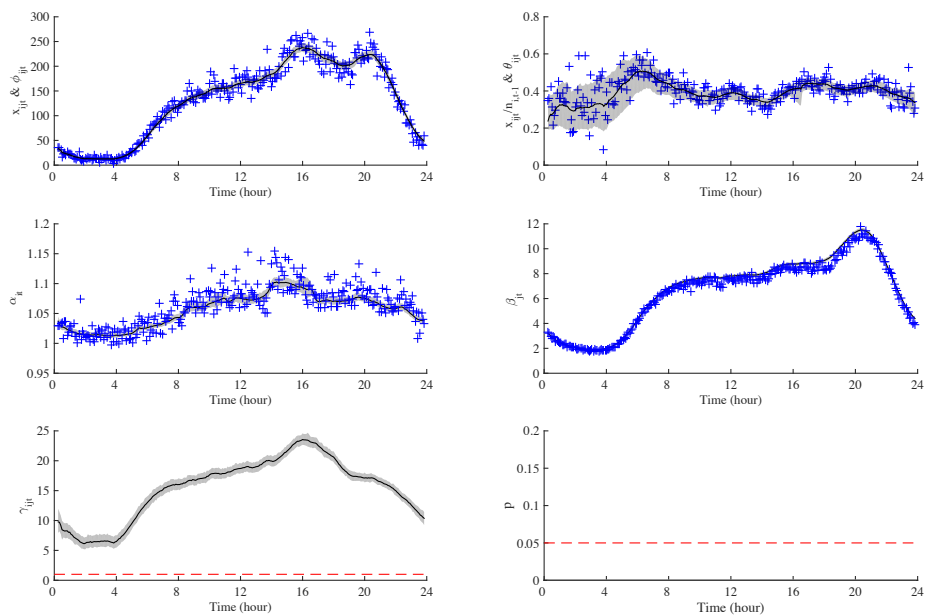 300
250
200
150
100
50
0
x_ijt & ϕ_ijt
0 4 8 12 16 20 24
Time (hour)
0.8
0.6
0.4
0.2
0
x_ijt/n_i,t-1 & θ_ijt
0 4 8 12 16 20 24
Time (hour)
1.2
1.15
1.1
1.05
1
0.95
α_it
0 4 8 12 16 20 24
Time (hour)
12
10
8
6
4
2
0
β_jt
0 4 8 12 16 20 24
Time (hour)
25
20
15
10
5
0
γ_ijt
0 4 8 12 16 20 24
Time (hour)
0.2
0.15
0.1
0.05
0
p
0 4 8 12 16 20 24
Time (hour)